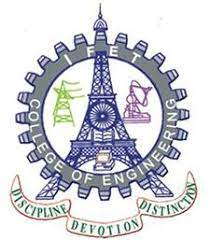 IFET
COLLEGE OF ENGINEERING
DISCIPLINE
DEVOTION
DISTINCTION